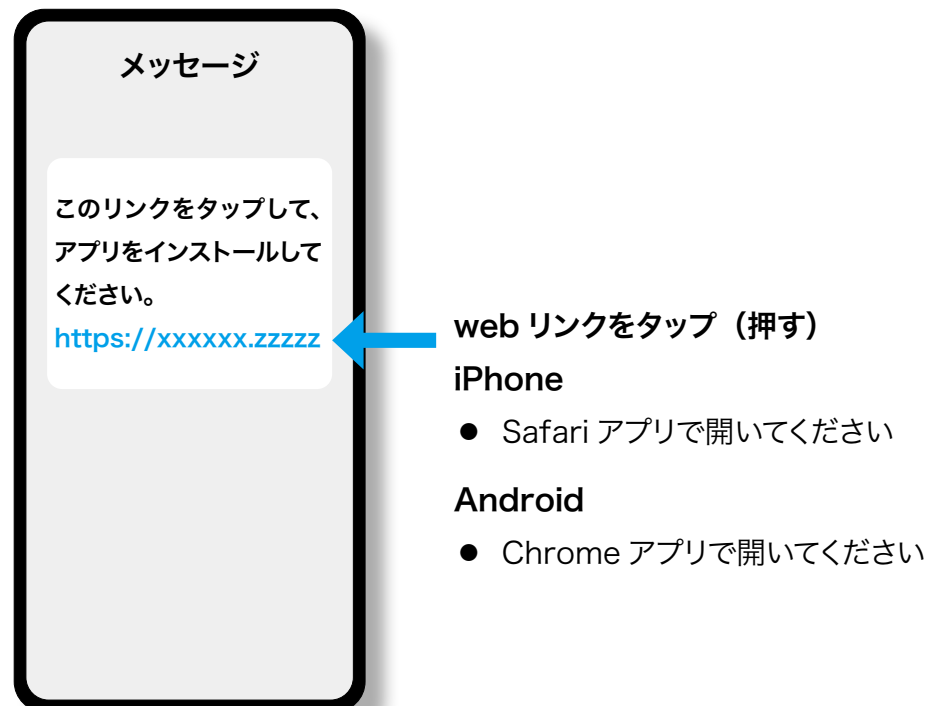 メッセージ
このリンクをタップして、
アプリをインストールして
ください。
https://xxxxxx.zzzzz
web リンクをタップ（押す）
iPhone
● Safari アプリで開いてください
Android
● Chrome アプリで開いてください